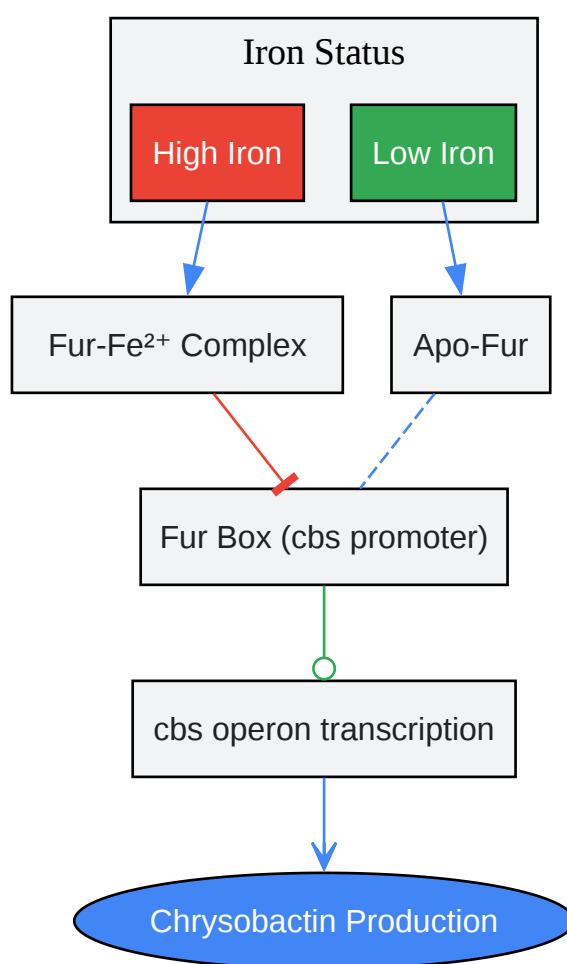 Iron Status
High Iron
Low Iron
Fur-Fe²⁺ Complex
Apo-Fur
Fur Box (cbs promoter)
cbs operon transcription
Chrysobactin Production